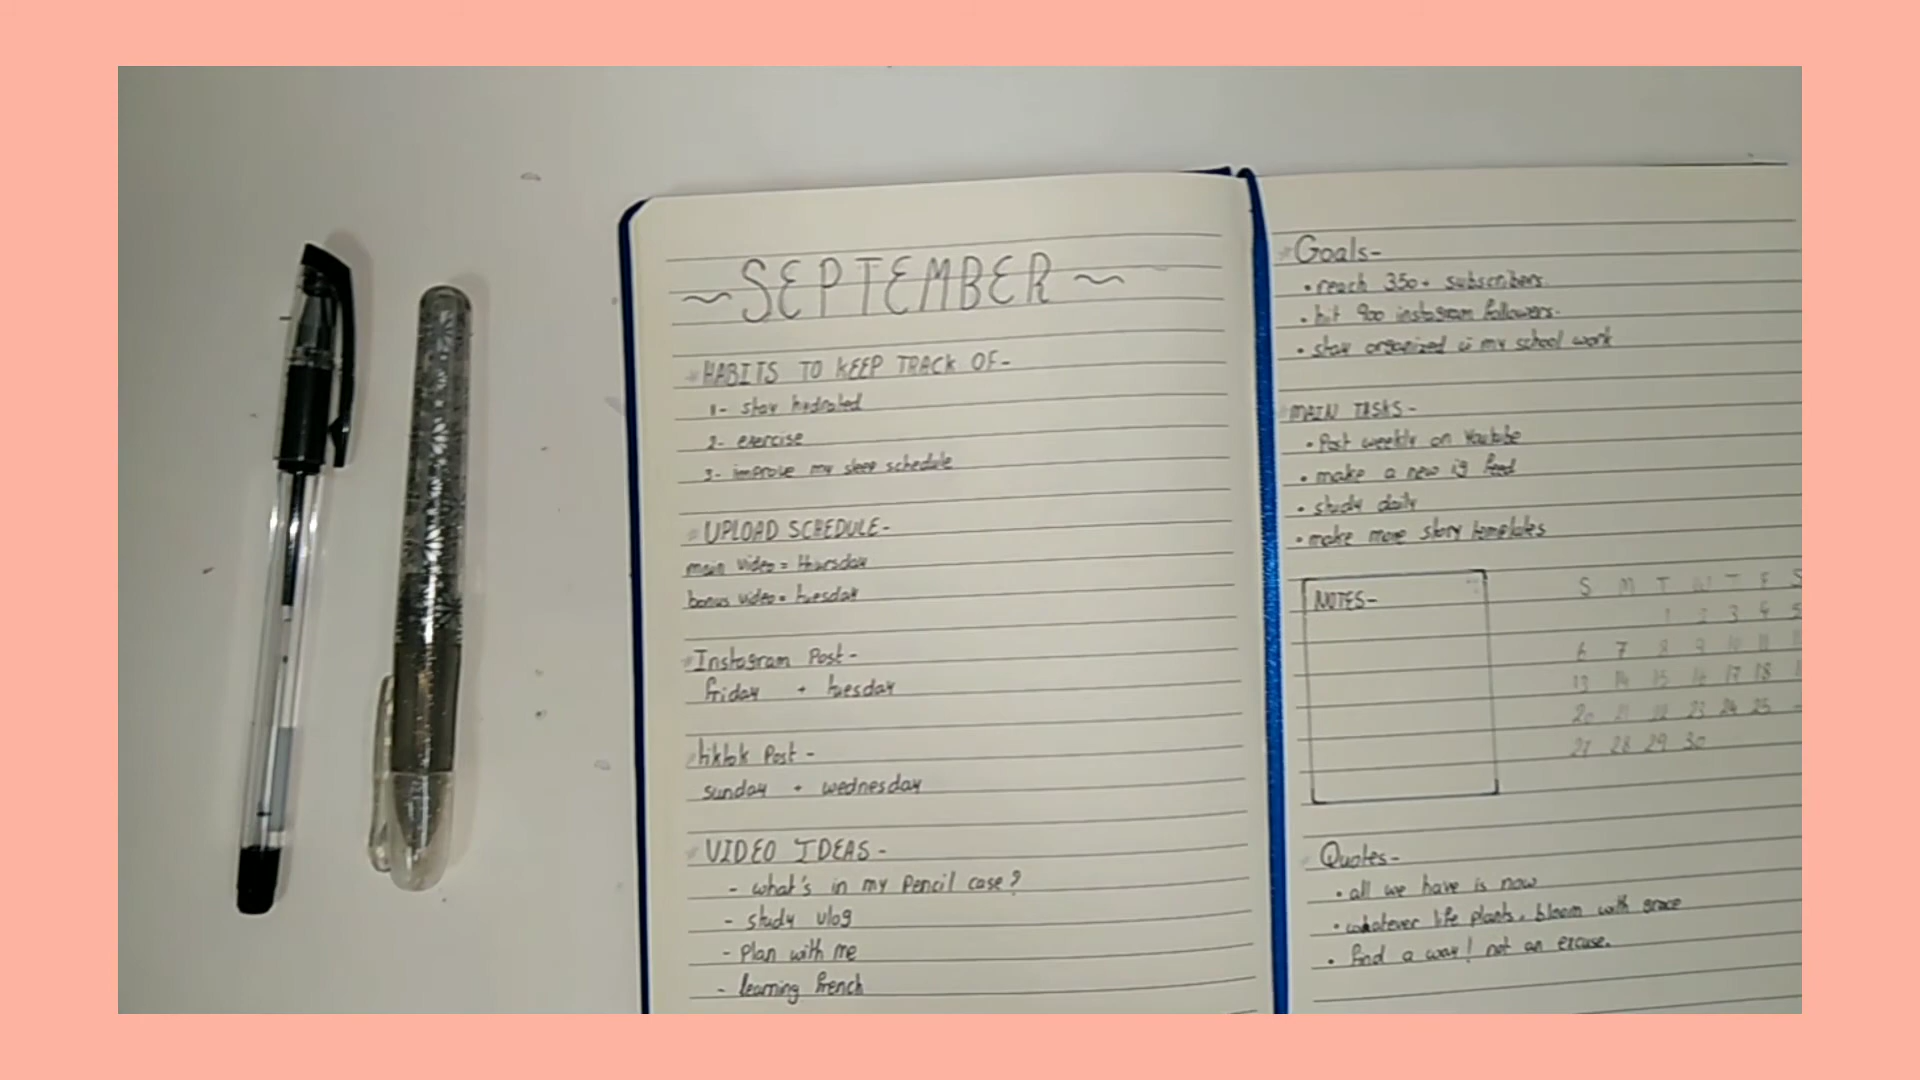 ~SEPTEMBER~
*HABITS TO KEEP TRACK OF-
1- stay hydrated
2- exercise
3- improve my sleep schedule
*UPLOAD SCHEDULE-
main video = thursday
bonus video = tuesday
*Instagram Post-
friday + tuesday
*tiktok Post-
sunday + wednesday
*VIDEO IDEAS-
- what's in my Pencil case?
- study vlog
- Plan with me
- learning french
*Goals-
• reach 350+ subscribers.
• hit 900 instagram followers.
• stay organized in my school work
*MAIN TASKS-
• Post weekly on Youtube
• make a new ig feed
• study daily
• make more story templates
NOTES-
S M T W T F S
1 2 3 4 5
6 7 8 9 10 11
13 14 15 16 17 18
20 21 22 23 24 25
27 28 29 30
*Quotes-
• all we have is now
• whatever life plants, bloom with grace
• find a way! not an excuse.